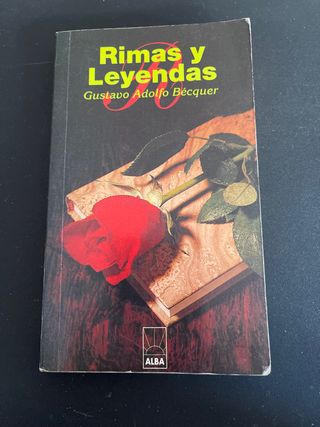 Rimas y
Leyendas
Gustavo Adolfo Bécquer
ALBA